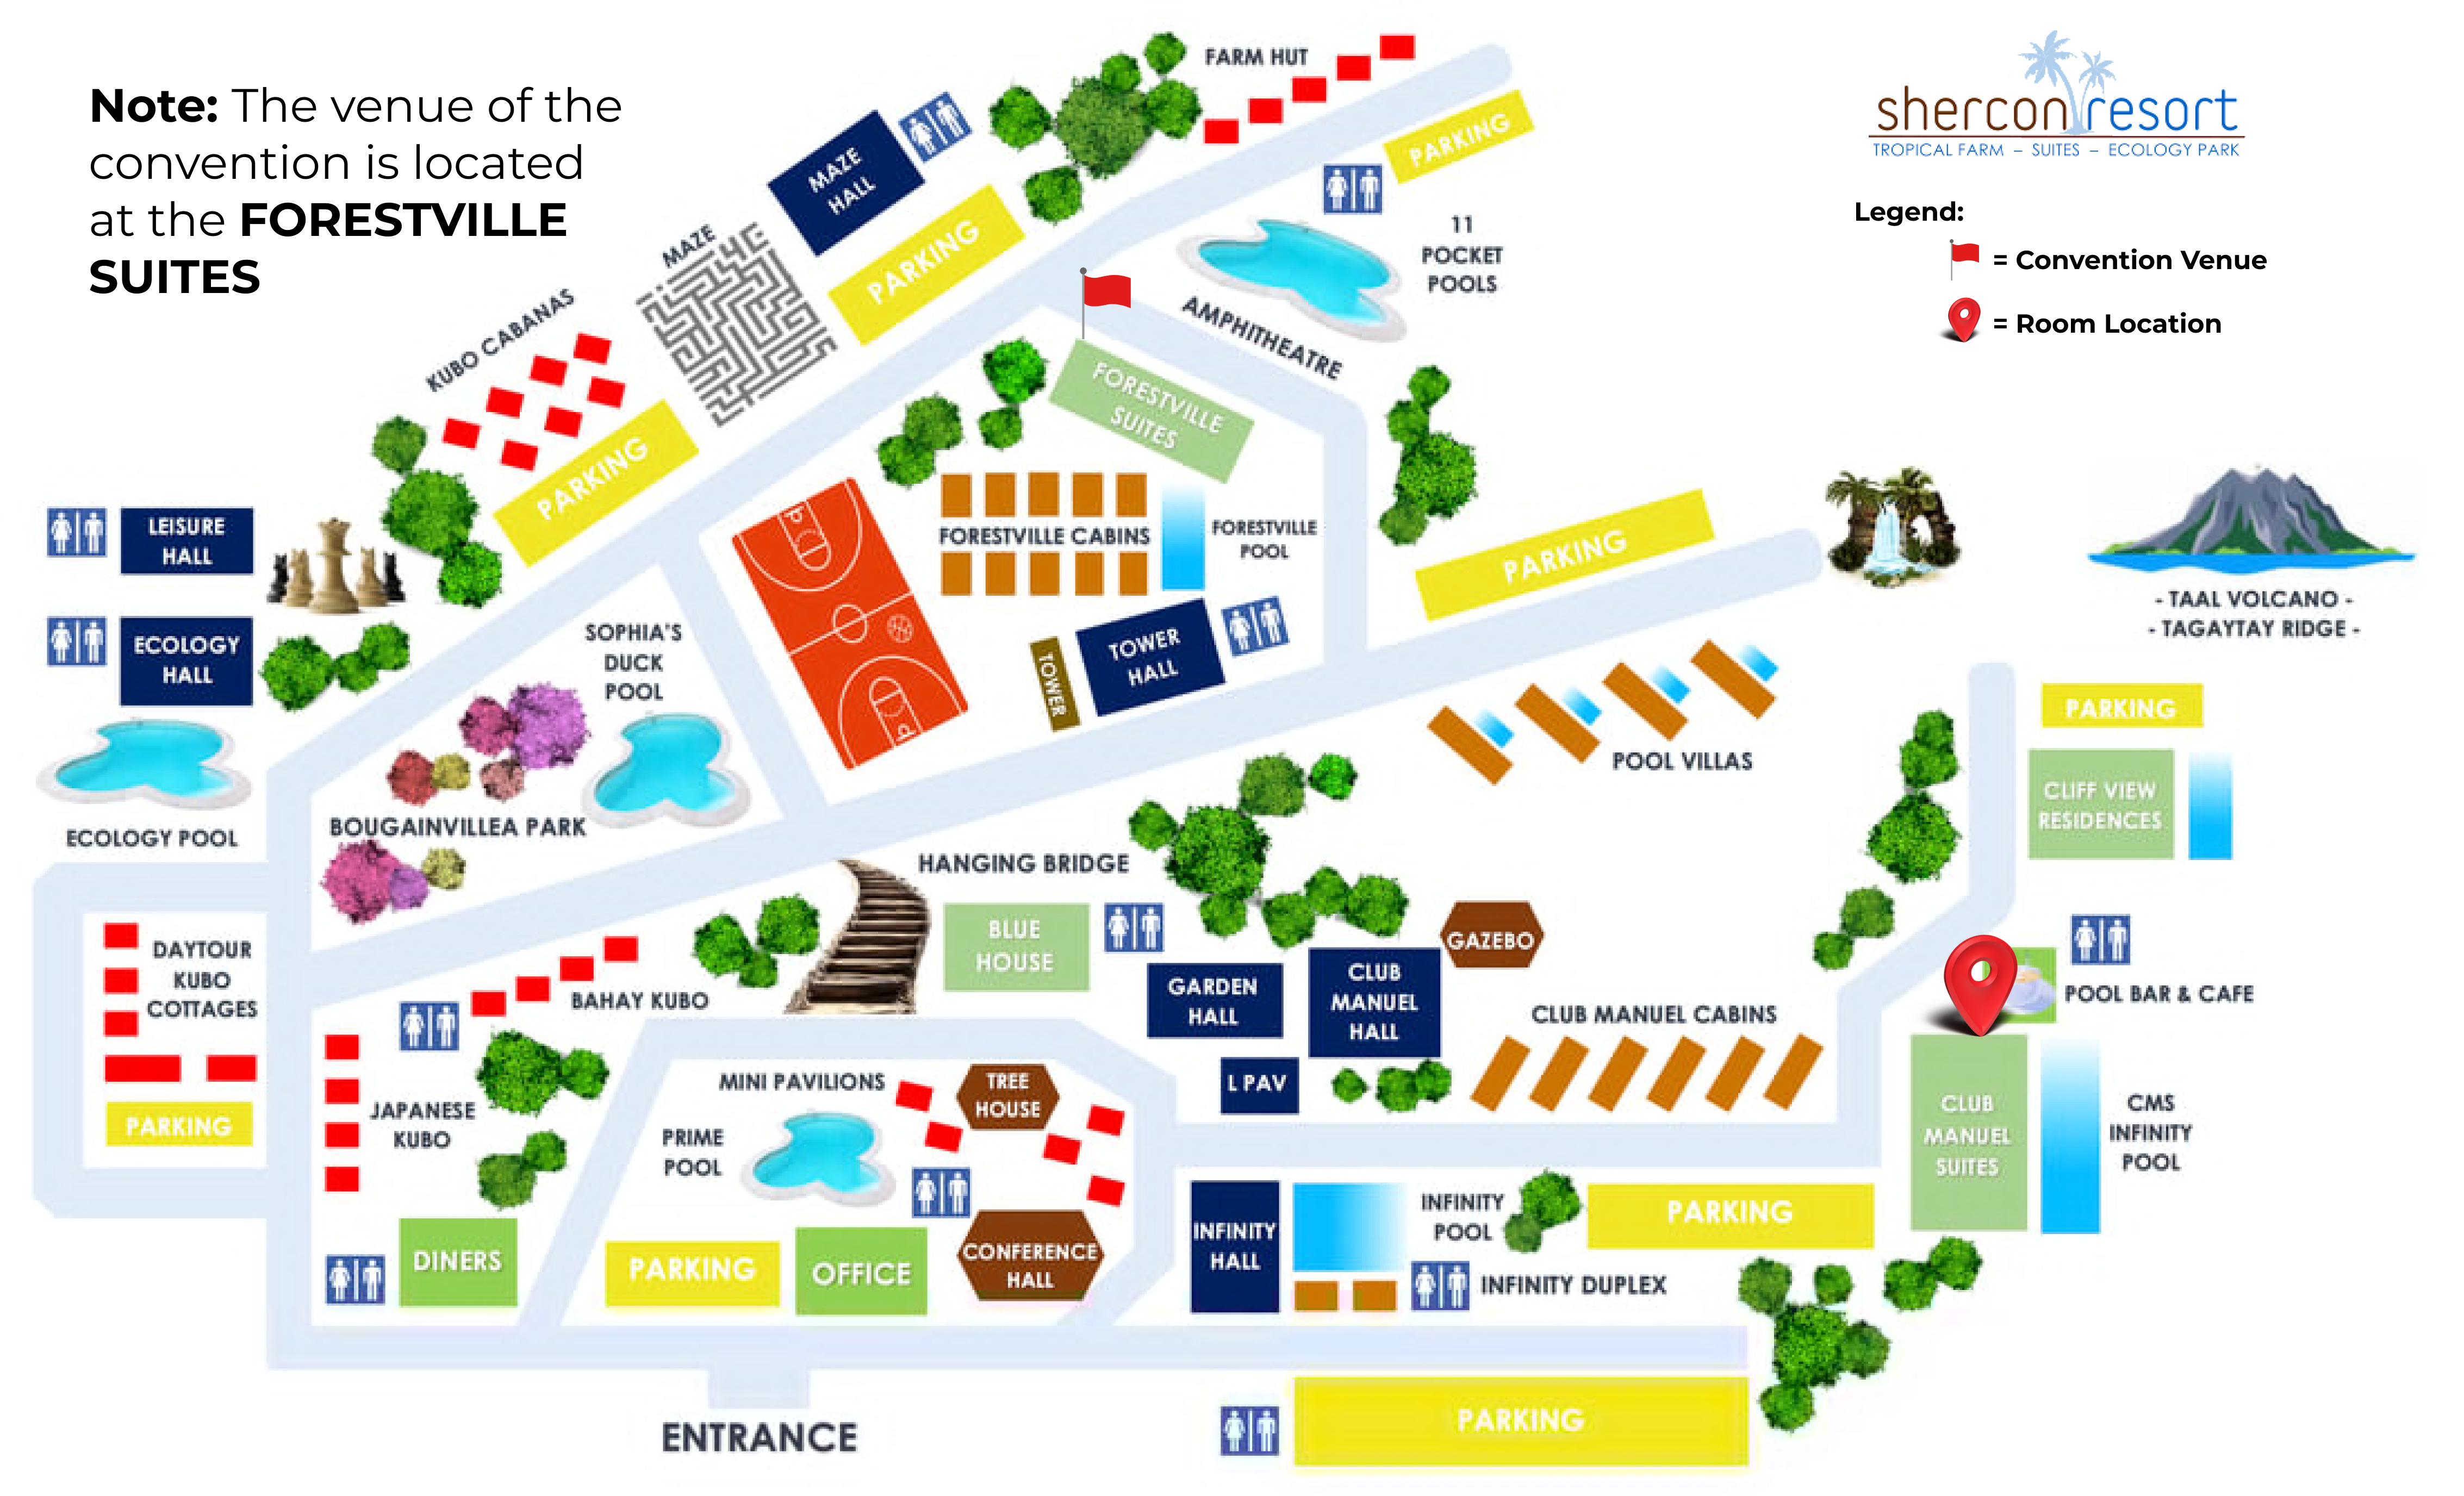 Note: The venue of the
convention is located
at the FORESTVILLE
SUITES
shercon resort
TROPICAL FARM – SUITES – ECOLOGY PARK
Legend:
= Convention Venue
= Room Location
FARM HUT
PARKING
MAZE
HALL
PARKING
MAZE
11
POCKET
POOLS
AMPHITHEATRE
KUBO CABANAS
PARKING
FORESTVILLE
SUITES
FORESTVILLE CABINS
FORESTVILLE
POOL
LEISURE
HALL
ECOLOGY
HALL
ECOLOGY POOL
SOPHIA'S
DUCK
POOL
BOUGAINVILLEA PARK
TOWER
TOWER
HALL
PARKING
- TAAL VOLCANO -
- TAGAYTAY RIDGE -
POOL VILLAS
PARKING
CLIFF VIEW
RESIDENCES
HANGING BRIDGE
BLUE
HOUSE
GARDEN
HALL
CLUB
MANUEL
HALL
GAZEBO
L PAV
CLUB MANUEL CABINS
POOL BAR & CAFE
CLUB
MANUEL
SUITES
CMS
INFINITY
POOL
DAYTOUR
KUBO
COTTAGES
PARKING
BAHAY KUBO
JAPANESE
KUBO
DINERS
MINI PAVILIONS
TREE
HOUSE
PRIME
POOL
PARKING
OFFICE
CONFERENCE
HALL
INFINITY
HALL
INFINITY
POOL
PARKING
INFINITY DUPLEX
ENTRANCE
PARKING